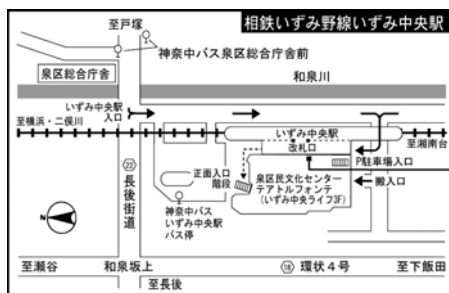 相鉄いずみ野線いずみ中央駅
至戸塚
神奈中バス泉区総合庁舎前
泉区総合庁舎
和泉川
いずみ中央駅
入口
至横浜・二俣川
いずみ中央駅
改札口
至湘南台
P駐車場入口
正面入口
階段
泉区民文化センター
テアトルフォンテ
(いずみ中央ライフ3F)
搬入口
22
長後街道
神奈中バス
いずみ中央駅
バス停
N
至瀬谷
和泉坂上
18
環状4号
至下飯田
至長後